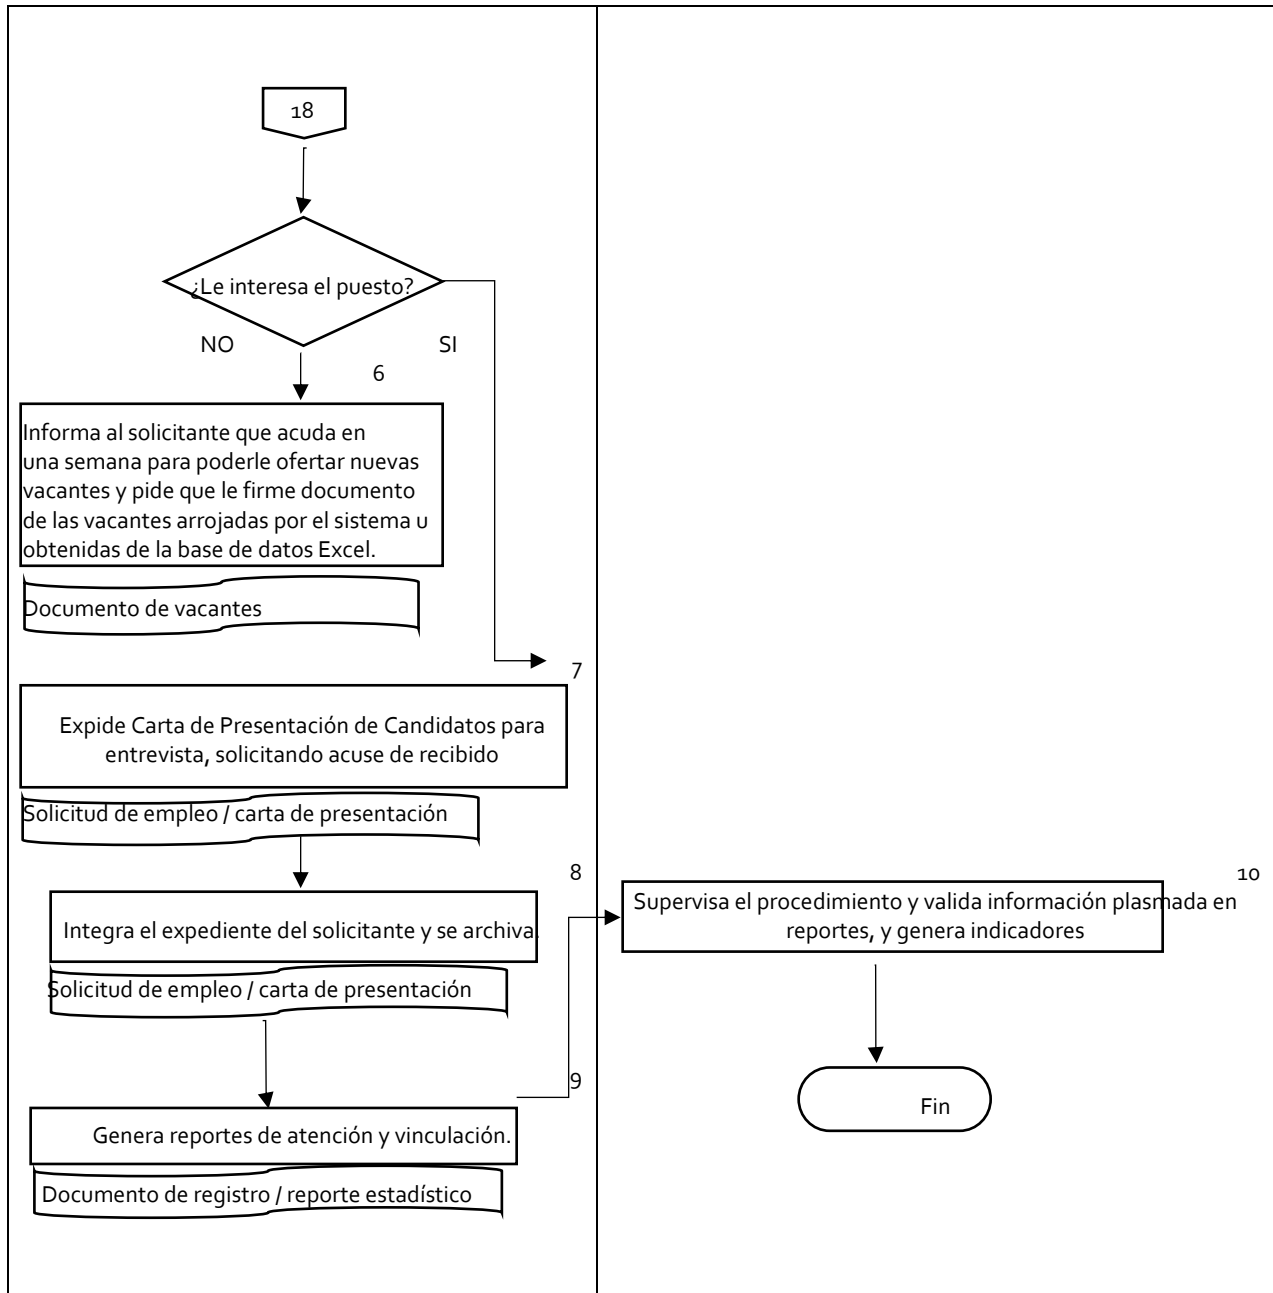 18
¿Le interesa el puesto?
NO
SI
6
Informa al solicitante que acuda en
una semana para poderle ofertar nuevas
vacantes y pide que le firme documento
de las vacantes arrojadas por el sistema u
obtenidas de la base de datos Excel.
Documento de vacantes
7
Expide Carta de Presentación de Candidatos para
entrevista, solicitando acuse de recibido
Solicitud de empleo / carta de presentación
8
Integra el expediente del solicitante y se archiva.
Solicitud de empleo / carta de presentación
9
Genera reportes de atención y vinculación.
Documento de registro / reporte estadístico
10
Supervisa el procedimiento y valida información plasmada en
reportes, y genera indicadores
Fin